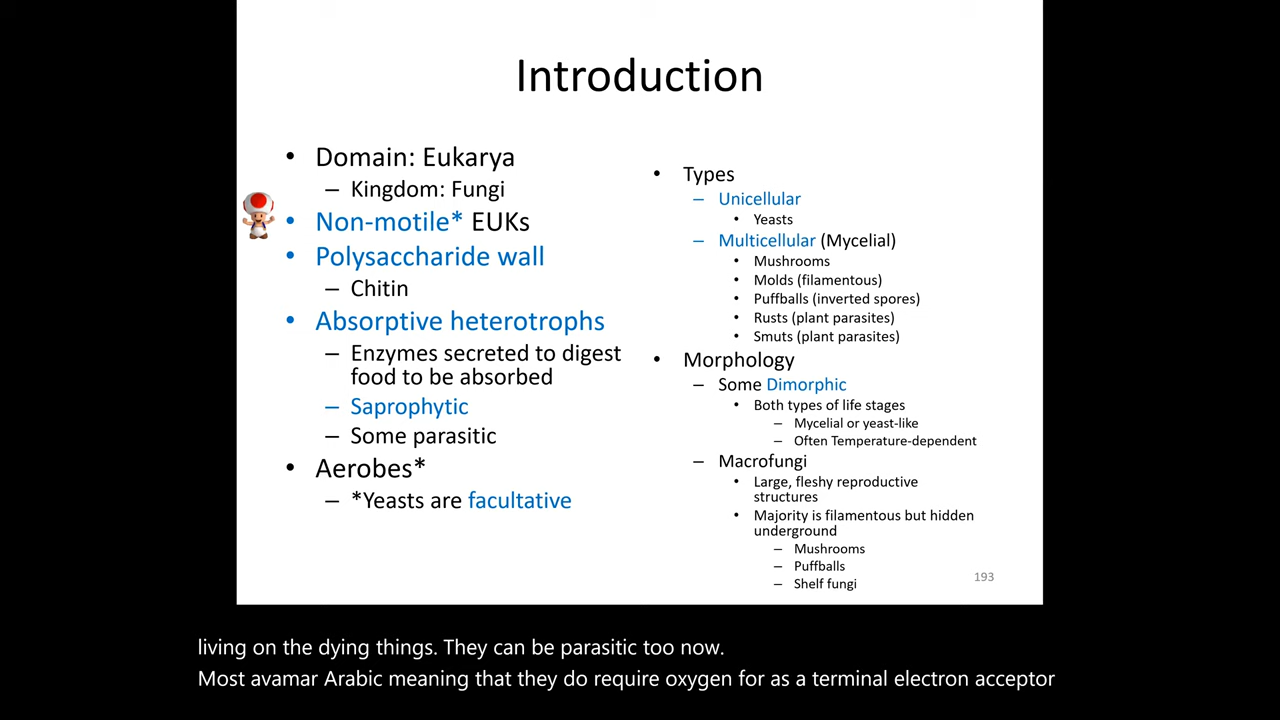 Introduction
• Domain: Eukarya
– Kingdom: Fungi
• Non-motile* EUKs
• Polysaccharide wall
– Chitin
• Absorptive heterotrophs
– Enzymes secreted to digest
food to be absorbed
– Saprophytic
– Some parasitic
• Aerobes*
– *Yeasts are facultative
• Types
– Unicellular
• Yeasts
– Multicellular (Mycelial)
• Mushrooms
• Molds (filamentous)
• Puffballs (inverted spores)
• Rusts (plant parasites)
• Smuts (plant parasites)
• Morphology
– Some Dimorphic
• Both types of life stages
– Mycelial or yeast-like
– Often Temperature-dependent
– Macrofungi
• Large, fleshy reproductive
structures
• Majority is filamentous but hidden
underground
– Mushrooms
– Puffballs
– Shelf fungi
193
living on the dying things. They can be parasitic too now.
Most avamar Arabic meaning that they do require oxygen for as a terminal electron acceptor